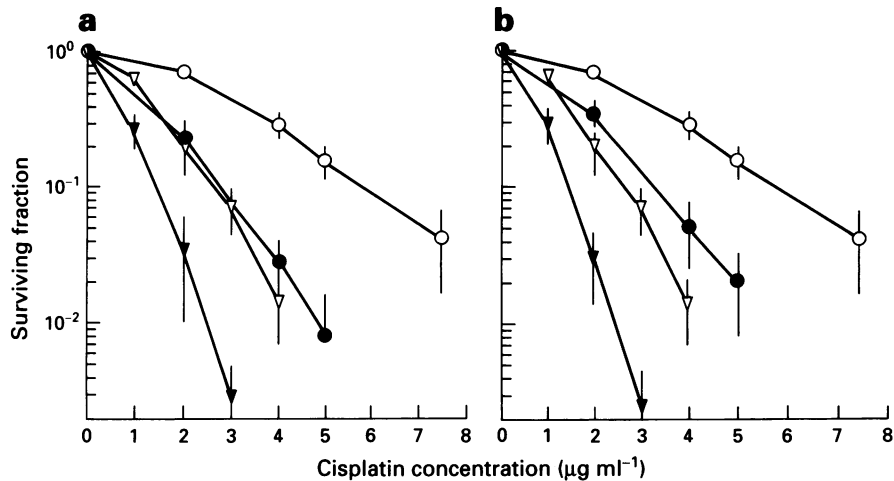 a
b
10⁰
10⁻¹
10⁻²
Surviving fraction
0 1 2 3 4 5 6 7 8
0 1 2 3 4 5 6 7 8
Cisplatin concentration (µg ml⁻¹)